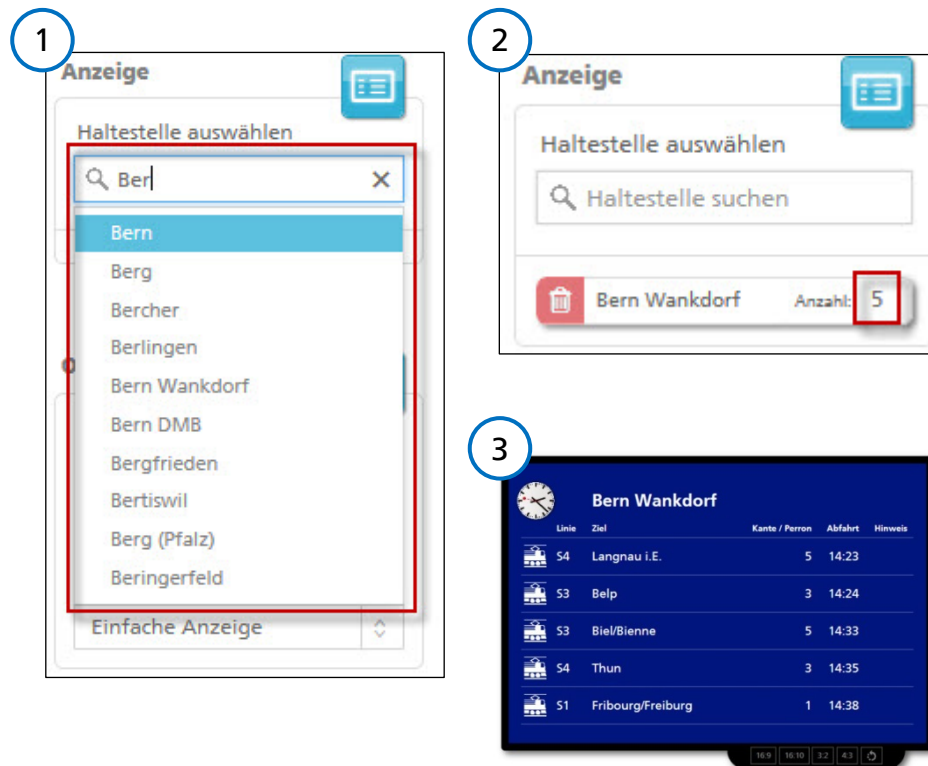 1
Anzeige
Haltestelle auswählen
Ber
Bern
Berg
Bercher
Berlingen
Bern Wankdorf
Bern DMB
Bergfrieden
Bertiswil
Berg (Pfalz)
Beringerfeld
Einfache Anzeige
2
Anzeige
Haltestelle auswählen
Haltestelle suchen
Bern Wankdorf Anzahl: 5
3
Bern Wankdorf
Linie Ziel Kante / Perron Abfahrt Hinweis
S4 Langnau i.E. 5 14:23
S3 Belp 3 14:24
S3 Biel/Bienne 5 14:33
S4 Thun 3 14:35
S1 Fribourg/Freiburg 1 14:38
16:9 16:10 3:2 4:3